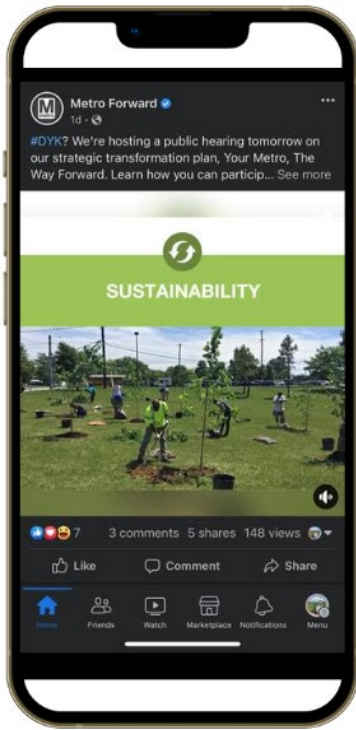 M
Metro Forward
1d ·
#DYK? We're hosting a public hearing tomorrow on
our strategic transformation plan, Your Metro, The
Way Forward. Learn how you can particip... See more
SUSTAINABILITY
7 3 comments 5 shares 148 views
Like Comment Share
Home Friends Watch Marketplace Notifications Menu